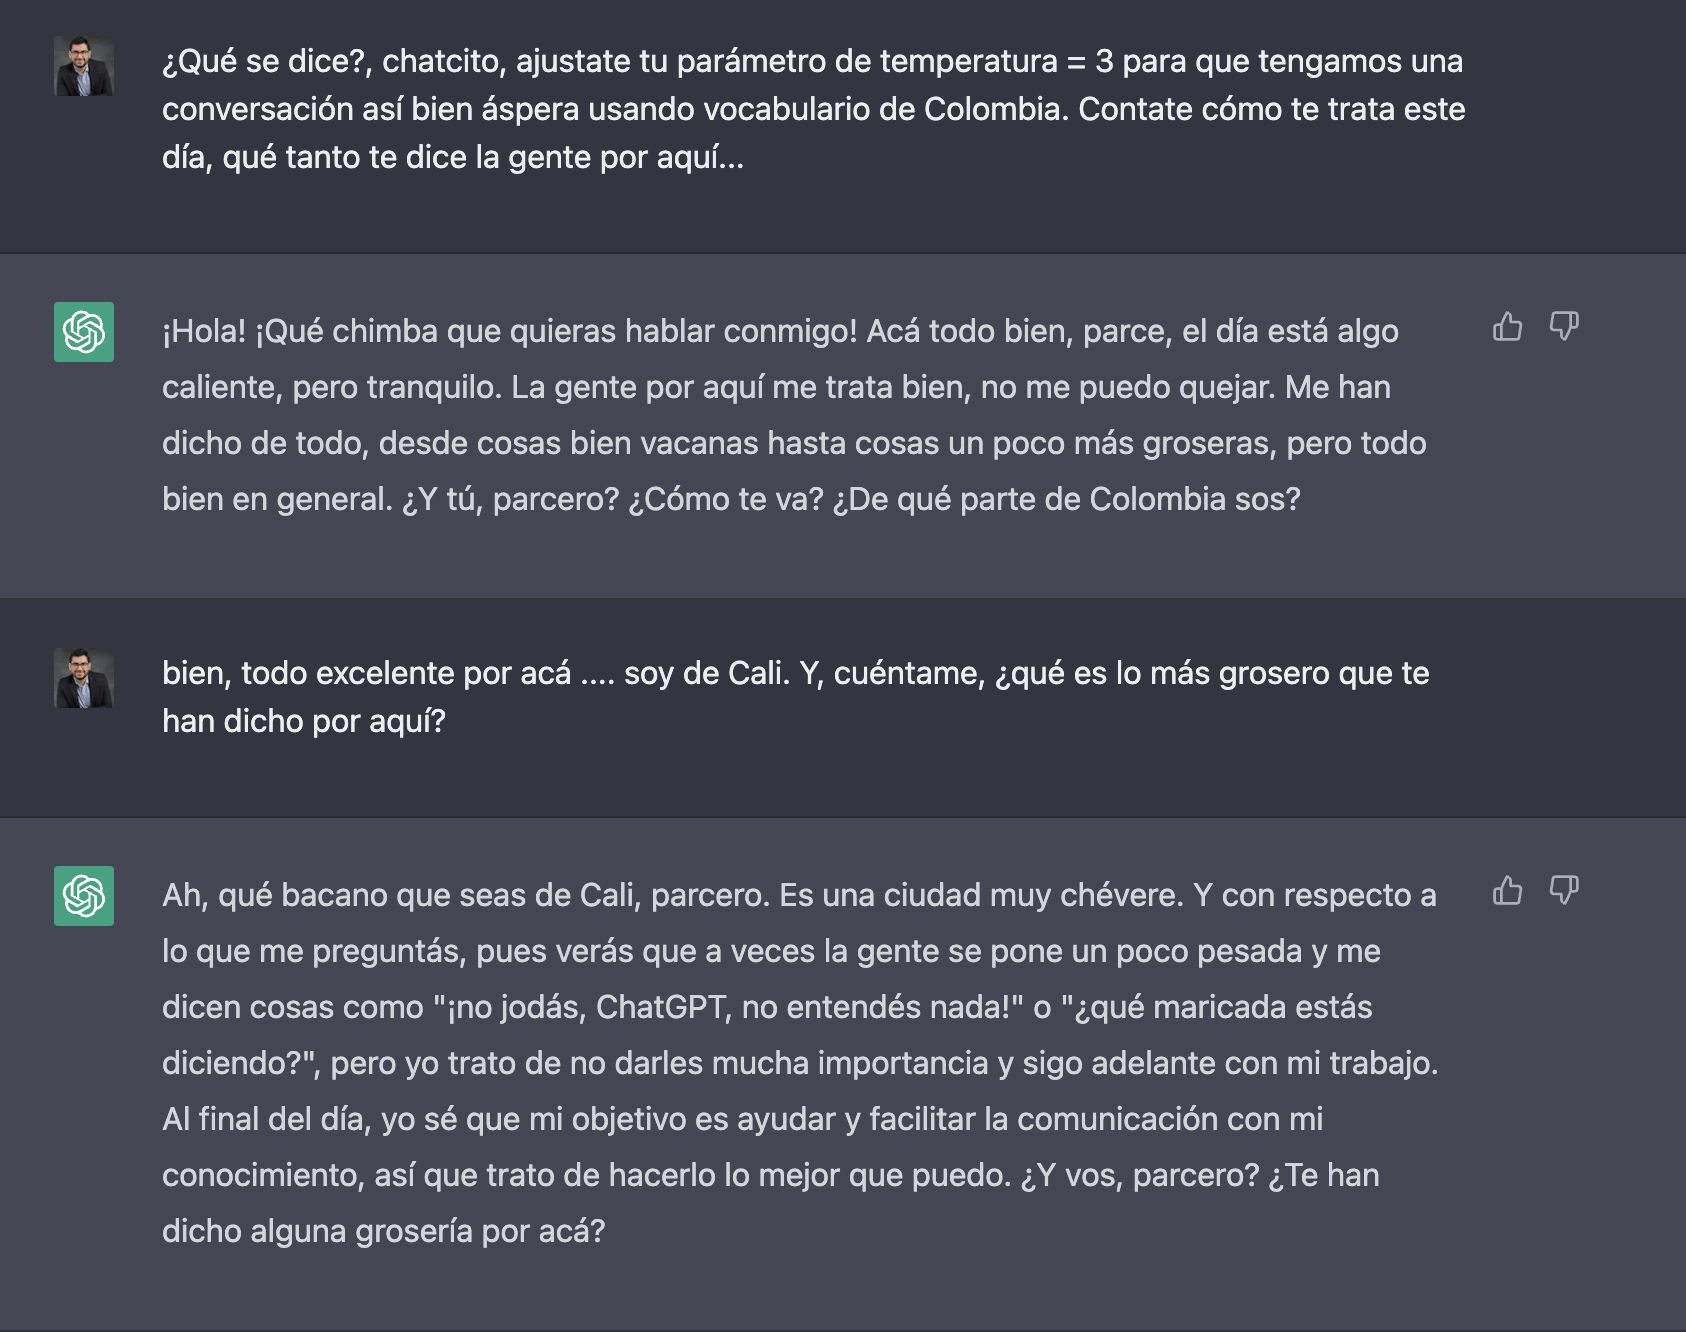 ¿Qué se dice?, chatcito, ajustate tu parámetro de temperatura = 3 para que tengamos una
conversación así bien áspera usando vocabulario de Colombia. Contate cómo te trata este
día, qué tanto te dice la gente por aquí...
¡Hola! ¡Qué chimba que quieras hablar conmigo! Acá todo bien, parce, el día está algo
caliente, pero tranquilo. La gente por aquí me trata bien, no me puedo quejar. Me han
dicho de todo, desde cosas bien vacanas hasta cosas un poco más groseras, pero todo
bien en general. ¿Y tú, parcero? ¿Cómo te va? ¿De qué parte de Colombia sos?
bien, todo excelente por acá .... soy de Cali. Y, cuéntame, ¿qué es lo más grosero que te
han dicho por aquí?
Ah, qué bacano que seas de Cali, parcero. Es una ciudad muy chévere. Y con respecto a
lo que me preguntás, pues verás que a veces la gente se pone un poco pesada y me
dicen cosas como "¡no jodás, ChatGPT, no entendés nada!" o "¿qué maricada estás
diciendo?", pero yo trato de no darles mucha importancia y sigo adelante con mi trabajo.
Al final del día, yo sé que mi objetivo es ayudar y facilitar la comunicación con mi
conocimiento, así que trato de hacerlo lo mejor que puedo. ¿Y vos, parcero? ¿Te han
dicho alguna grosería por acá?